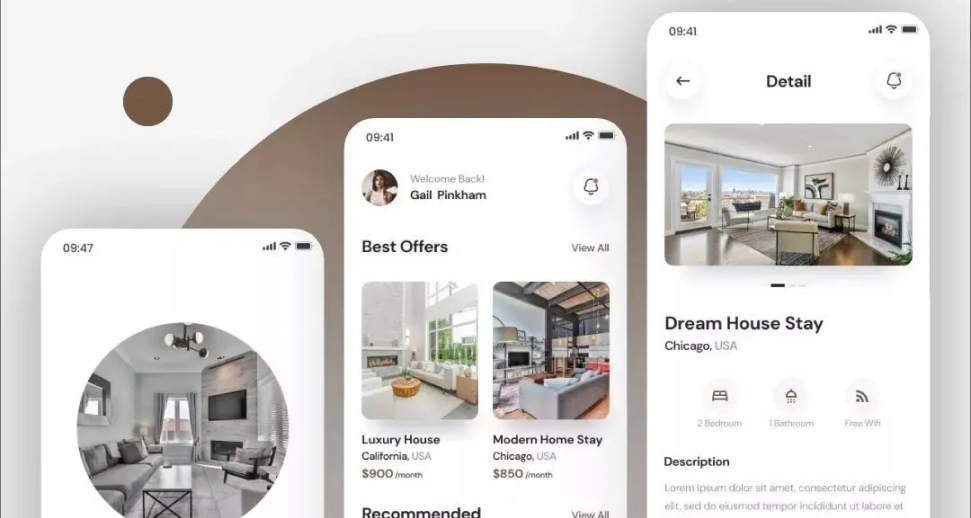 09:47
09:41
Welcome Back!
Gail Pinkham
Best Offers
View All
Luxury House
California, USA
$900 /month
Modern Home Stay
Chicago, USA
$850 /month
Recommended
View All
09:41
Detail
Dream House Stay
Chicago, USA
2 Bedroom
1 Bathroom
Free Wifi
Description
Lorem ipsum dolor sit amet, consectetur adipiscing
elit, sed do eiusmod tempor incididunt ut labore et